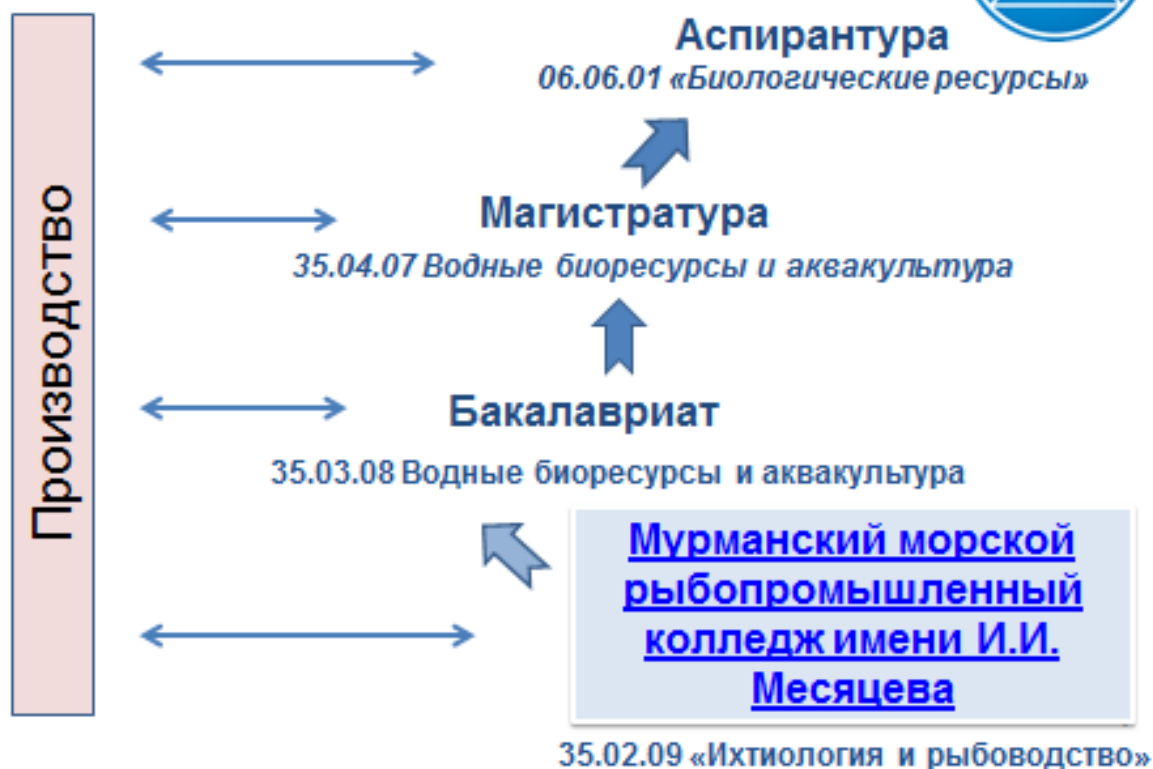 Производство
Аспирантура
06.06.01 «Биологические ресурсы»
Магистратура
35.04.07 Водные биоресурсы и аквакультура
Бакалавриат
35.03.08 Водные биоресурсы и аквакультура
Мурманский морской
рыбопромышленный
колледж имени И.И.
Месяцева
35.02.09 «Ихтиология и рыбоводство»